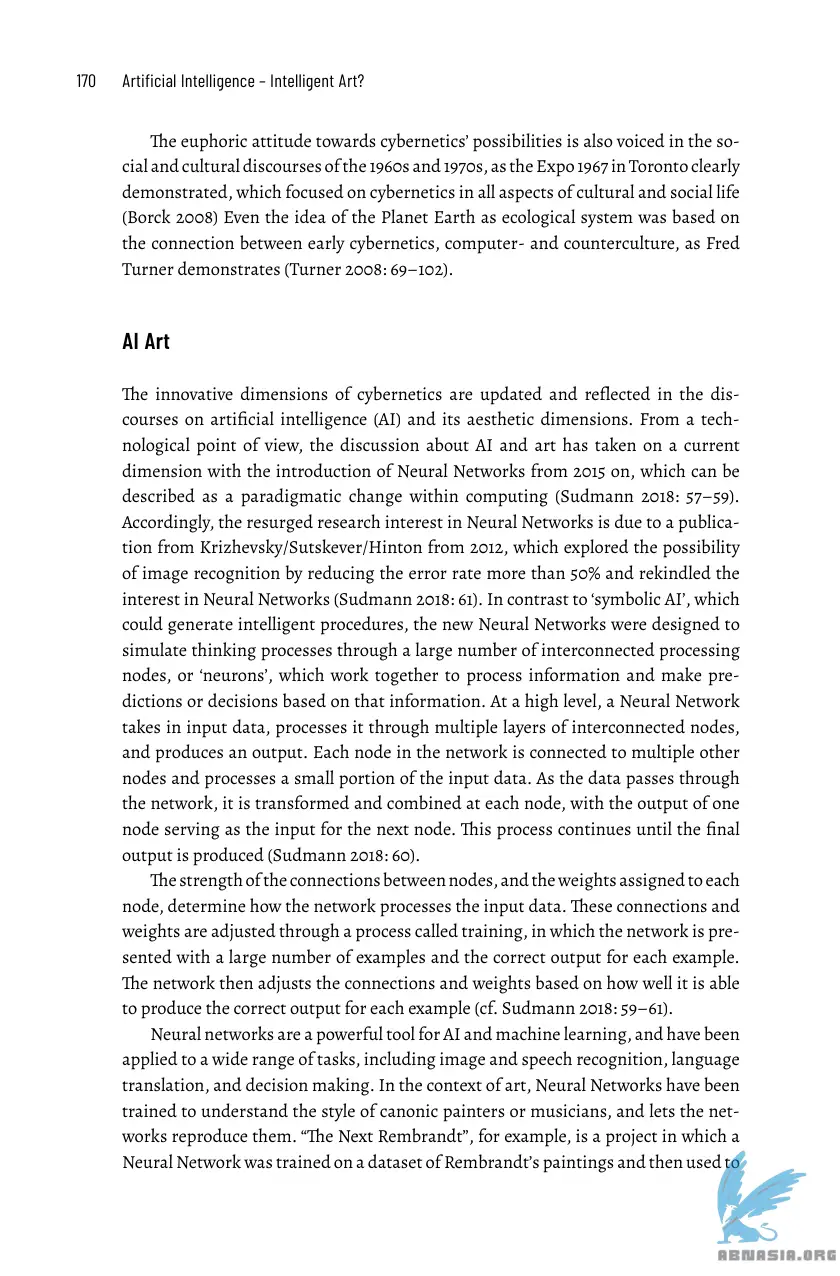 170 Artificial Intelligence – Intelligent Art?
The euphoric attitude towards cybernetics’ possibilities is also voiced in the so-
cial and cultural discourses of the 1960s and 1970s, as the Expo 1967 in Toronto clearly
demonstrated, which focused on cybernetics in all aspects of cultural and social life
(Borck 2008) Even the idea of the Planet Earth as ecological system was based on
the connection between early cybernetics, computer- and counterculture, as Fred
Turner demonstrates (Turner 2008: 69–102).
AI Art
The innovative dimensions of cybernetics are updated and reflected in the dis-
courses on artificial intelligence (AI) and its aesthetic dimensions. From a tech-
nological point of view, the discussion about AI and art has taken on a current
dimension with the introduction of Neural Networks from 2015 on, which can be
described as a paradigmatic change within computing (Sudmann 2018: 57–59).
Accordingly, the resurged research interest in Neural Networks is due to a publica-
tion from Krizhevsky/Sutskever/Hinton from 2012, which explored the possibility
of image recognition by reducing the error rate more than 50% and rekindled the
interest in Neural Networks (Sudmann 2018: 61). In contrast to ‘symbolic AI’, which
could generate intelligent procedures, the new Neural Networks were designed to
simulate thinking processes through a large number of interconnected processing
nodes, or ‘neurons’, which work together to process information and make pre-
dictions or decisions based on that information. At a high level, a Neural Network
takes in input data, processes it through multiple layers of interconnected nodes,
and produces an output. Each node in the network is connected to multiple other
nodes and processes a small portion of the input data. As the data passes through
the network, it is transformed and combined at each node, with the output of one
node serving as the input for the next node. This process continues until the final
output is produced (Sudmann 2018: 60).
The strength of the connections between nodes, and the weights assigned to each
node, determine how the network processes the input data. These connections and
weights are adjusted through a process called training, in which the network is pre-
sented with a large number of examples and the correct output for each example.
The network then adjusts the connections and weights based on how well it is able
to produce the correct output for each example (cf. Sudmann 2018: 59–61).
Neural networks are a powerful tool for AI and machine learning, and have been
applied to a wide range of tasks, including image and speech recognition, language
translation, and decision making. In the context of art, Neural Networks have been
trained to understand the style of canonic painters or musicians, and lets the net-
works reproduce them. “The Next Rembrandt”, for example, is a project in which a
Neural Network was trained on a dataset of Rembrandt’s paintings and then used to
ABNASIA.ORG